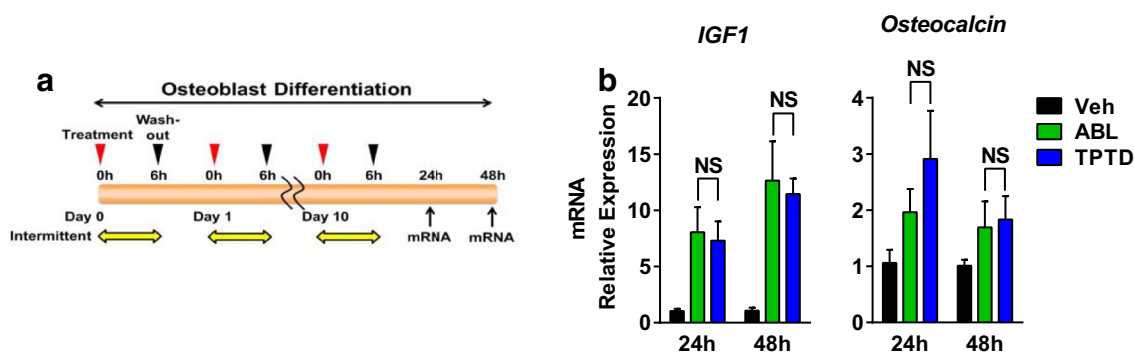 a
Osteoblast Differentiation
Treatment
Wash-
out
0h 6h 0h 6h 0h 6h 24h 48h
Day 0 Day 1 Day 10
Intermittent mRNA mRNA
b
IGF1 Osteocalcin
mRNA
Relative Expression
20
15
10
5
0
NS NS
24h 48h
4
3
2
1
0
NS NS
24h 48h
Veh
ABL
TPTD